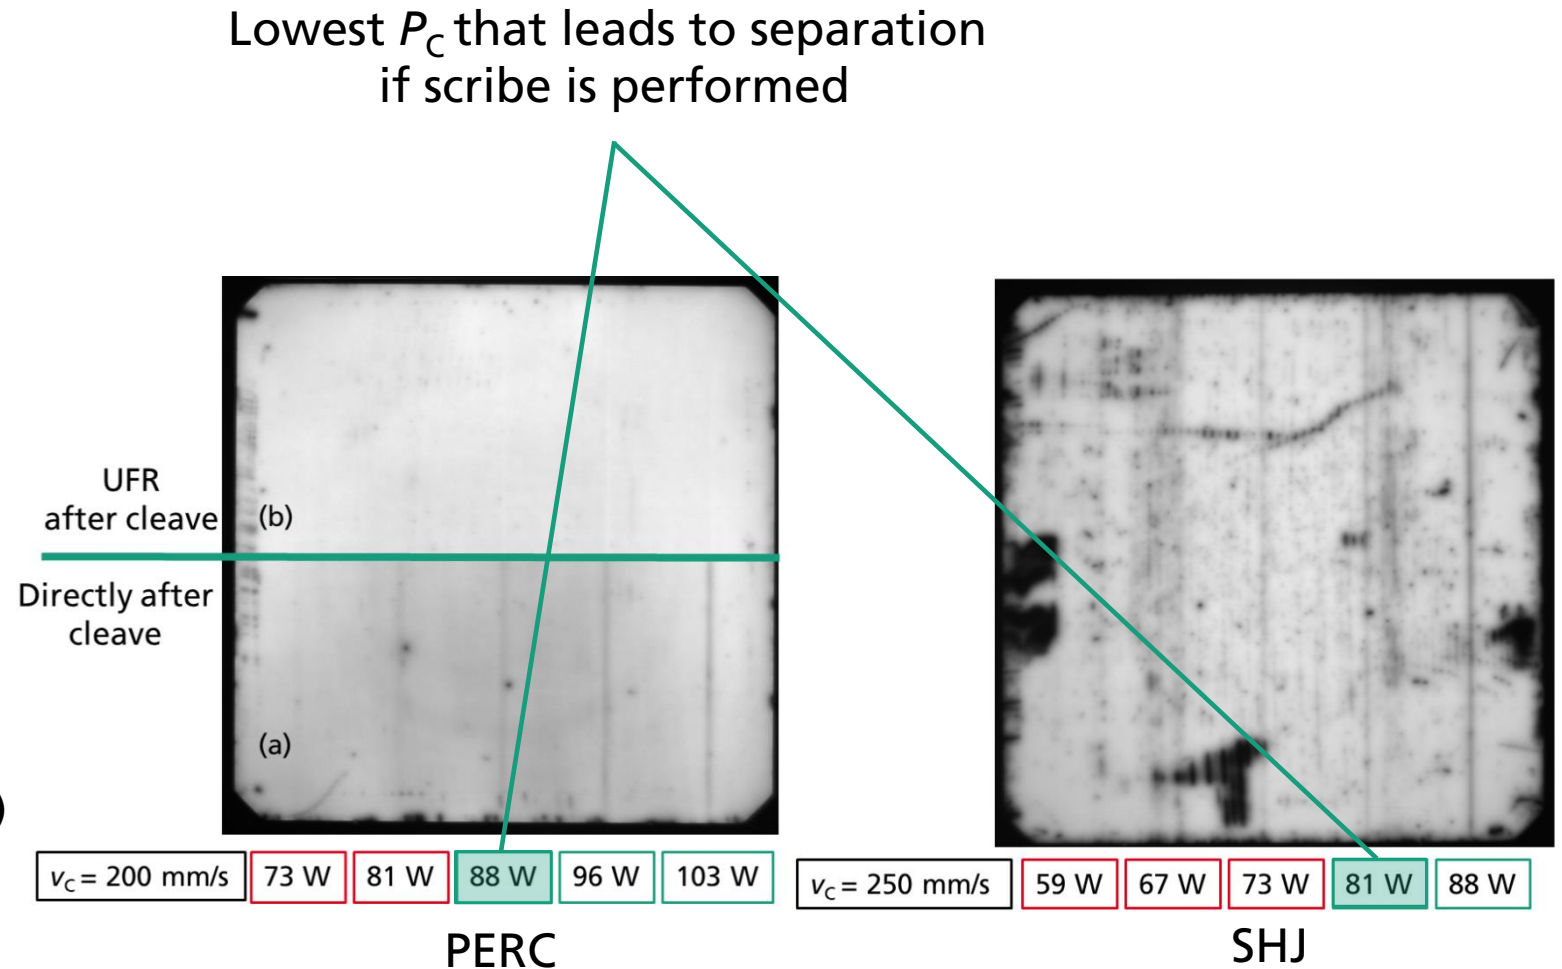 Lowest P_C that leads to separation
if scribe is performed
UFR
after cleave
(b)
Directly after
cleave
(a)
)
v_C = 200 mm/s 73 W 81 W 88 W 96 W 103 W
v_C = 250 mm/s 59 W 67 W 73 W 81 W 88 W
PERC
SHJ